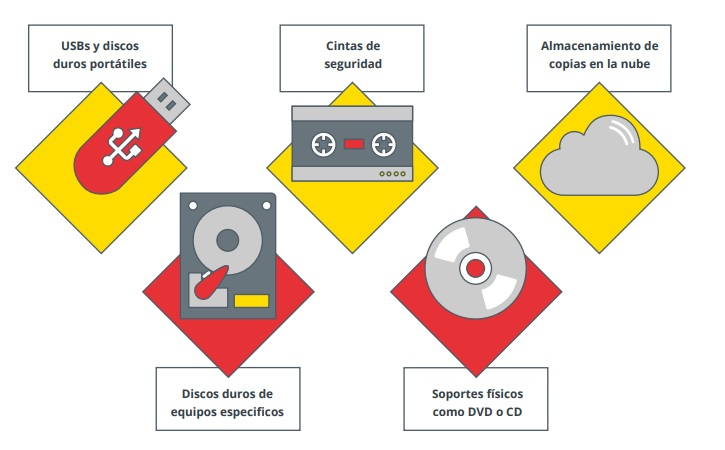 USBs y discos
duros portátiles
Cintas de
seguridad
Almacenamiento de
copias en la nube
Discos duros de
equipos especificos
Soportes físicos
como DVD o CD